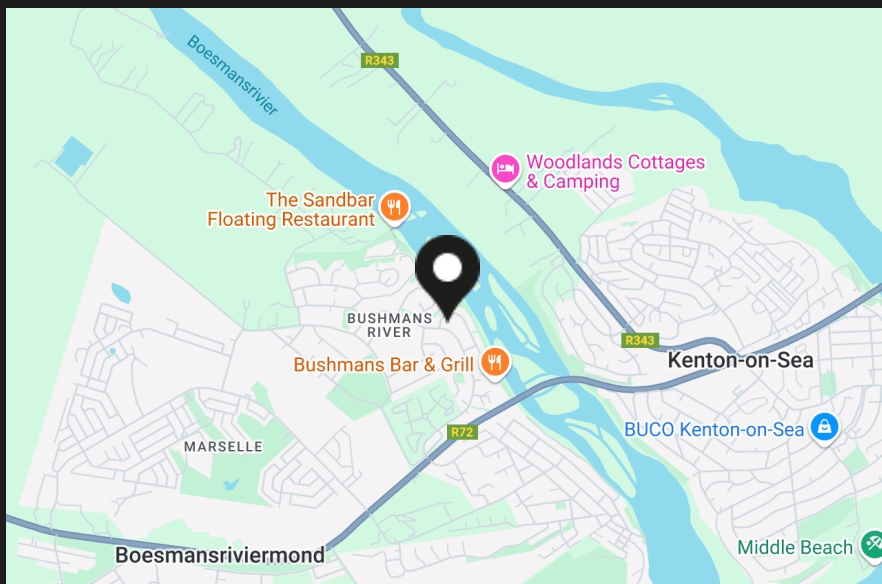 R343
Boesmansrivier
Woodlands Cottages
& Camping
The Sandbar
Floating Restaurant
BUSHMANS
RIVER
R343
Kenton-on-Sea
Bushmans Bar & Grill
BUCO Kenton-on-Sea
R72
MARSELLE
Middle Beach
Boesmansriviermond